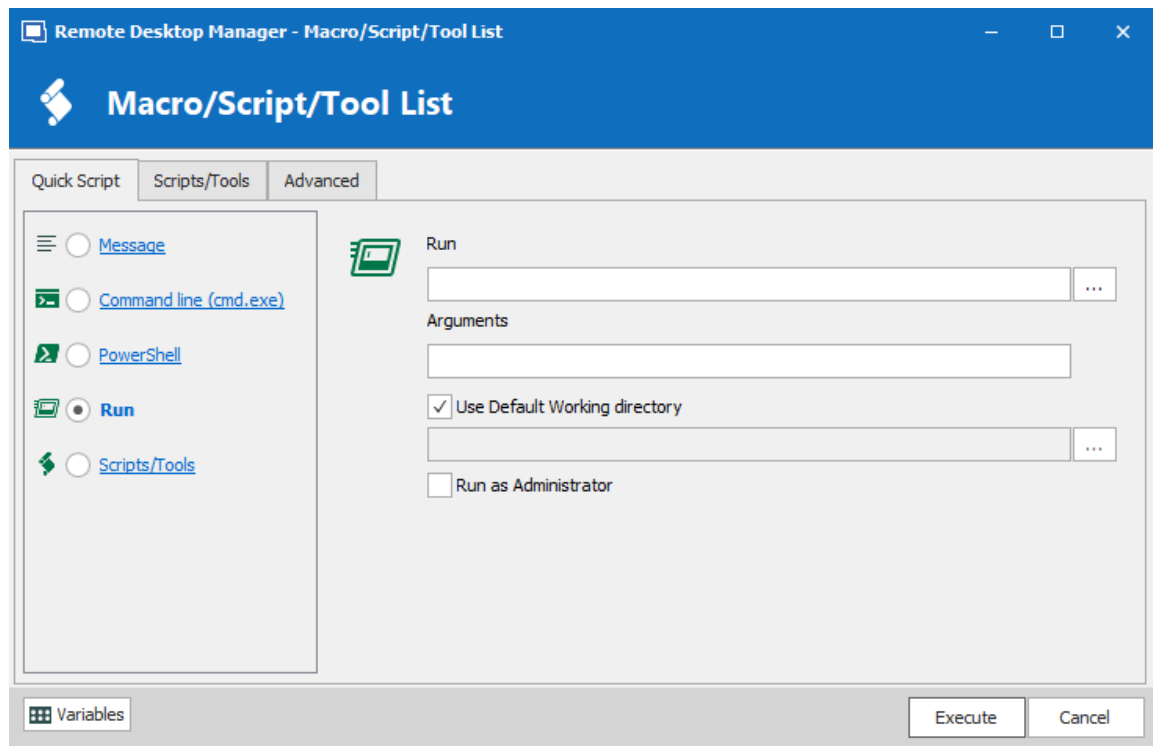 Remote Desktop Manager - Macro/Script/Tool List
Macro/Script/Tool List
Quick Script Scripts/Tools Advanced
Message
Command line (cmd.exe)
PowerShell
Run
Scripts/Tools
Run
...
Arguments
Use Default Working directory
...
Run as Administrator
Variables
Execute Cancel